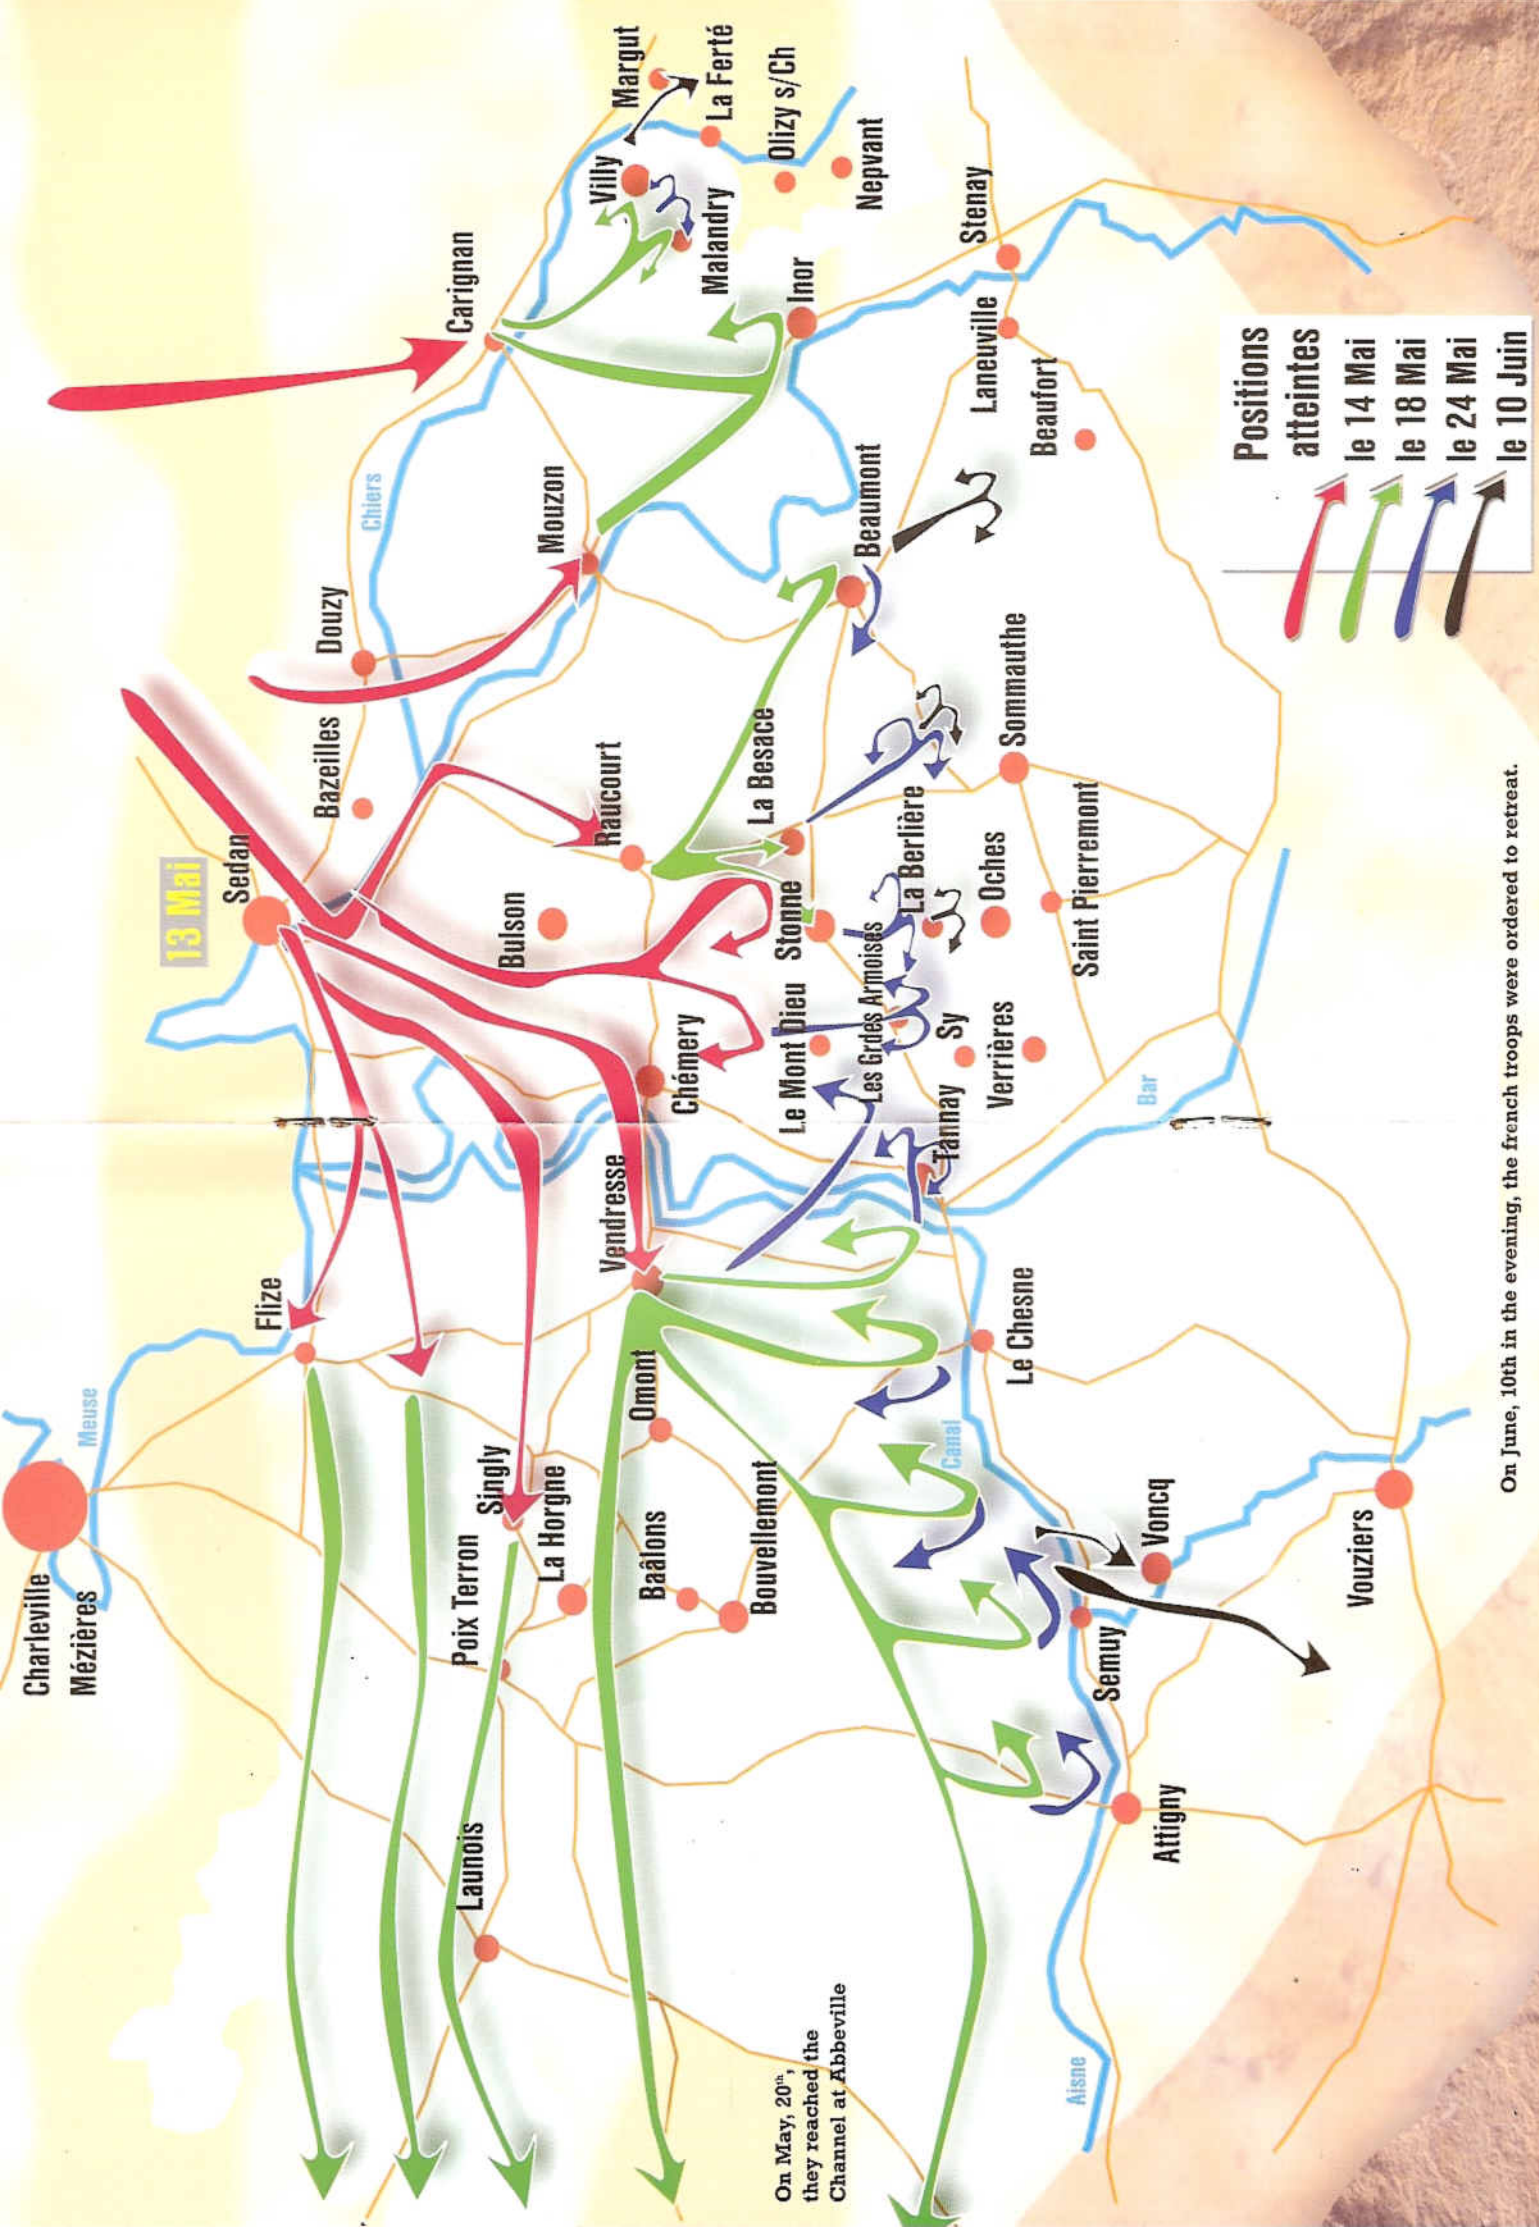 Charleville
Mézières
Meuse
Flize
13 Mai
Sedan
Bazeilles
Douzy
Chiers
Carignan
Margut
Villy
La Ferté
Olizy s/Ch
Malandry
Nepvant
Inor
Stenay
Laneuville
Beaufort
Mouzon
Beaumont
Raucourt
La Besace
Sommauthe
Bulson
Stonne
La Berlière
Oches
Saint Pierremont
Chémery
Le Mont Dieu
Les Grdes Armoises
Sy
Verrières
Tannay
Bar
Vendresse
Omont
Singly
Poix Terron
La Horgne
Baâlons
Bouvellemont
Launois
Le Chesne
Canal
Voncq
Semuy
Attigny
Vouziers
Aisne
On May, 20th,
they reached the
Channel at Abbeville
Positions
atteintes
le 14 Mai
le 18 Mai
le 24 Mai
le 10 Juin
On June, 10th in the evening, the french troops were ordered to retreat.